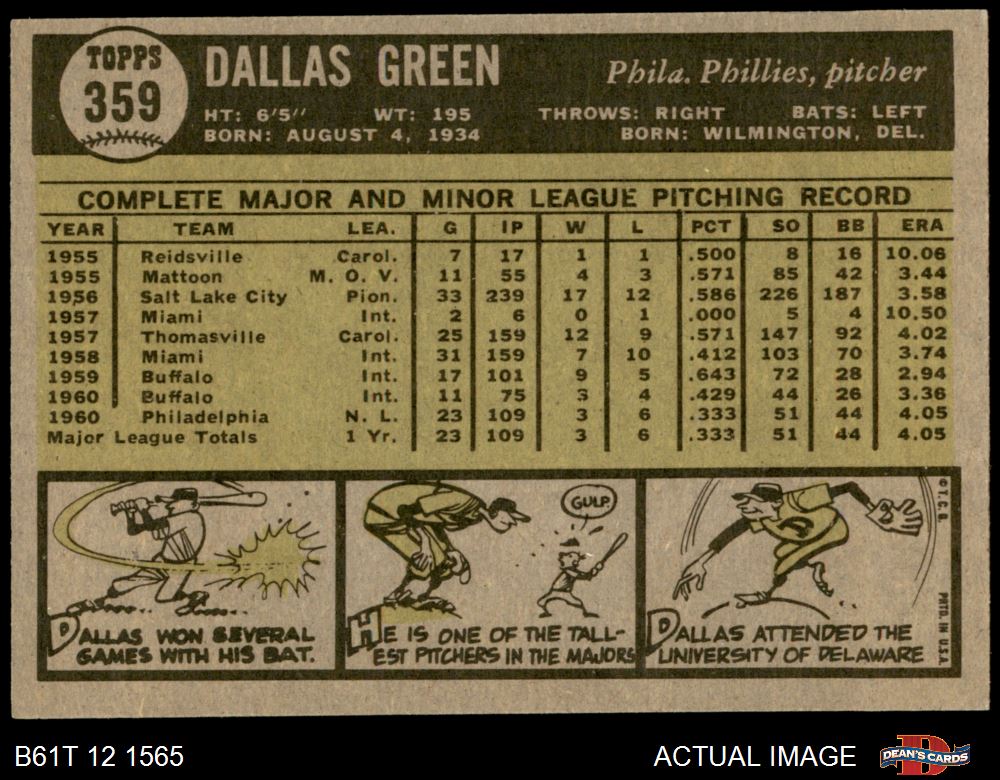 TOPPS
359
DALLAS GREEN
Phila. Phillies, pitcher
HT: 6'5" WT: 195 THROWS: RIGHT BATS: LEFT
BORN: AUGUST 4, 1934 BORN: WILMINGTON, DEL.
COMPLETE MAJOR AND MINOR LEAGUE PITCHING RECORD
YEAR TEAM LEA. G IP W L PCT SO BB ERA
1955 Reidsville Carol. 7 17 1 1 .500 8 16 10.06
1955 Mattoon M. O. V. 11 55 4 3 .571 85 42 3.44
1956 Salt Lake City Pion. 33 239 17 12 .586 226 187 3.58
1957 Miami Int. 2 6 0 1 .000 5 4 10.50
1957 Thomasville Carol. 25 159 12 9 .571 147 92 4.02
1958 Miami Int. 31 159 7 10 .412 103 70 3.74
1959 Buffalo Int. 17 101 9 5 .643 72 28 2.94
1960 Buffalo Int. 11 75 3 4 .429 44 26 3.36
1960 Philadelphia N. L. 23 109 3 6 .333 51 44 4.05
Major League Totals 1 Yr. 23 109 3 6 .333 51 44 4.05
DALLAS WON SEVERAL
GAMES WITH HIS BAT.
GULP.
HE IS ONE OF THE TALL-
EST PITCHERS IN THE MAJORS
DALLAS ATTENDED THE
UNIVERSITY OF DELAWARE
© T. C. G.
PRTD. IN U.S.A.
B61T 12 1565
ACTUAL IMAGE
DEAN'S CARDS